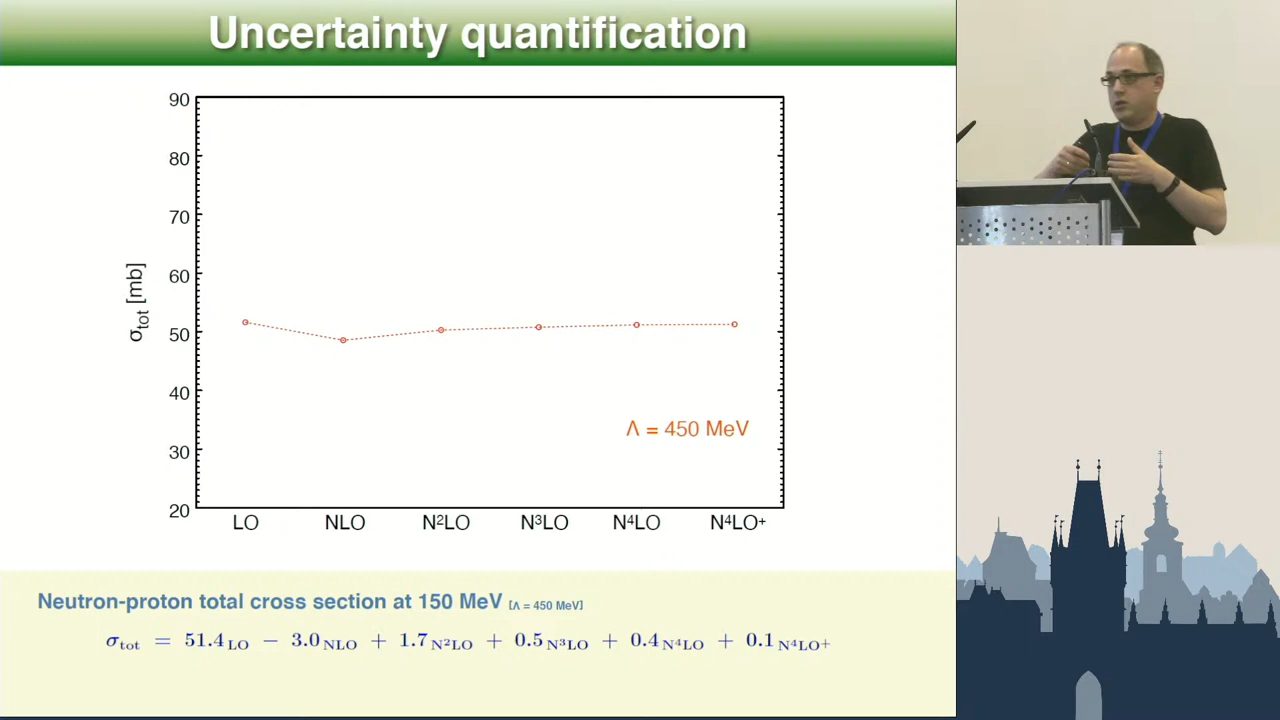 Uncertainty quantification
90
80
70
60
50
40
30
20
σtot [mb]
Λ = 450 MeV
LO NLO N²LO N³LO N⁴LO N⁴LO⁺
Neutron-proton total cross section at 150 MeV [Λ = 450 MeV]
σtot = 51.4 LO − 3.0 NLO + 1.7 N²LO + 0.5 N³LO + 0.4 N⁴LO + 0.1 N⁴LO+